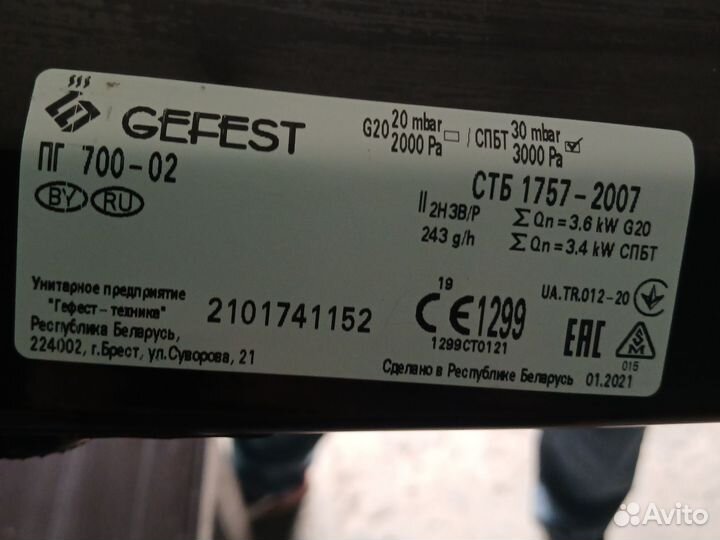 GEFEST
G20 20 mbar 2000 Pa / СПБТ 30 mbar 3000 Pa
ПГ 700-02
BY RU
СТБ 1757-2007
II 2H3B/P ∑Qn = 3.6 kW G20
243 g/h ∑Qn = 3.4 kW СПБТ
Унитарное предприятие
"Гефест-техника"
Республика Беларусь,
224002, г.Брест, ул.Суворова, 21
2101741152
19
CE1299
1299CT0121
UA.TR.012-20
EAC
015
Сделано в Республике Беларусь 01.2021
Avito